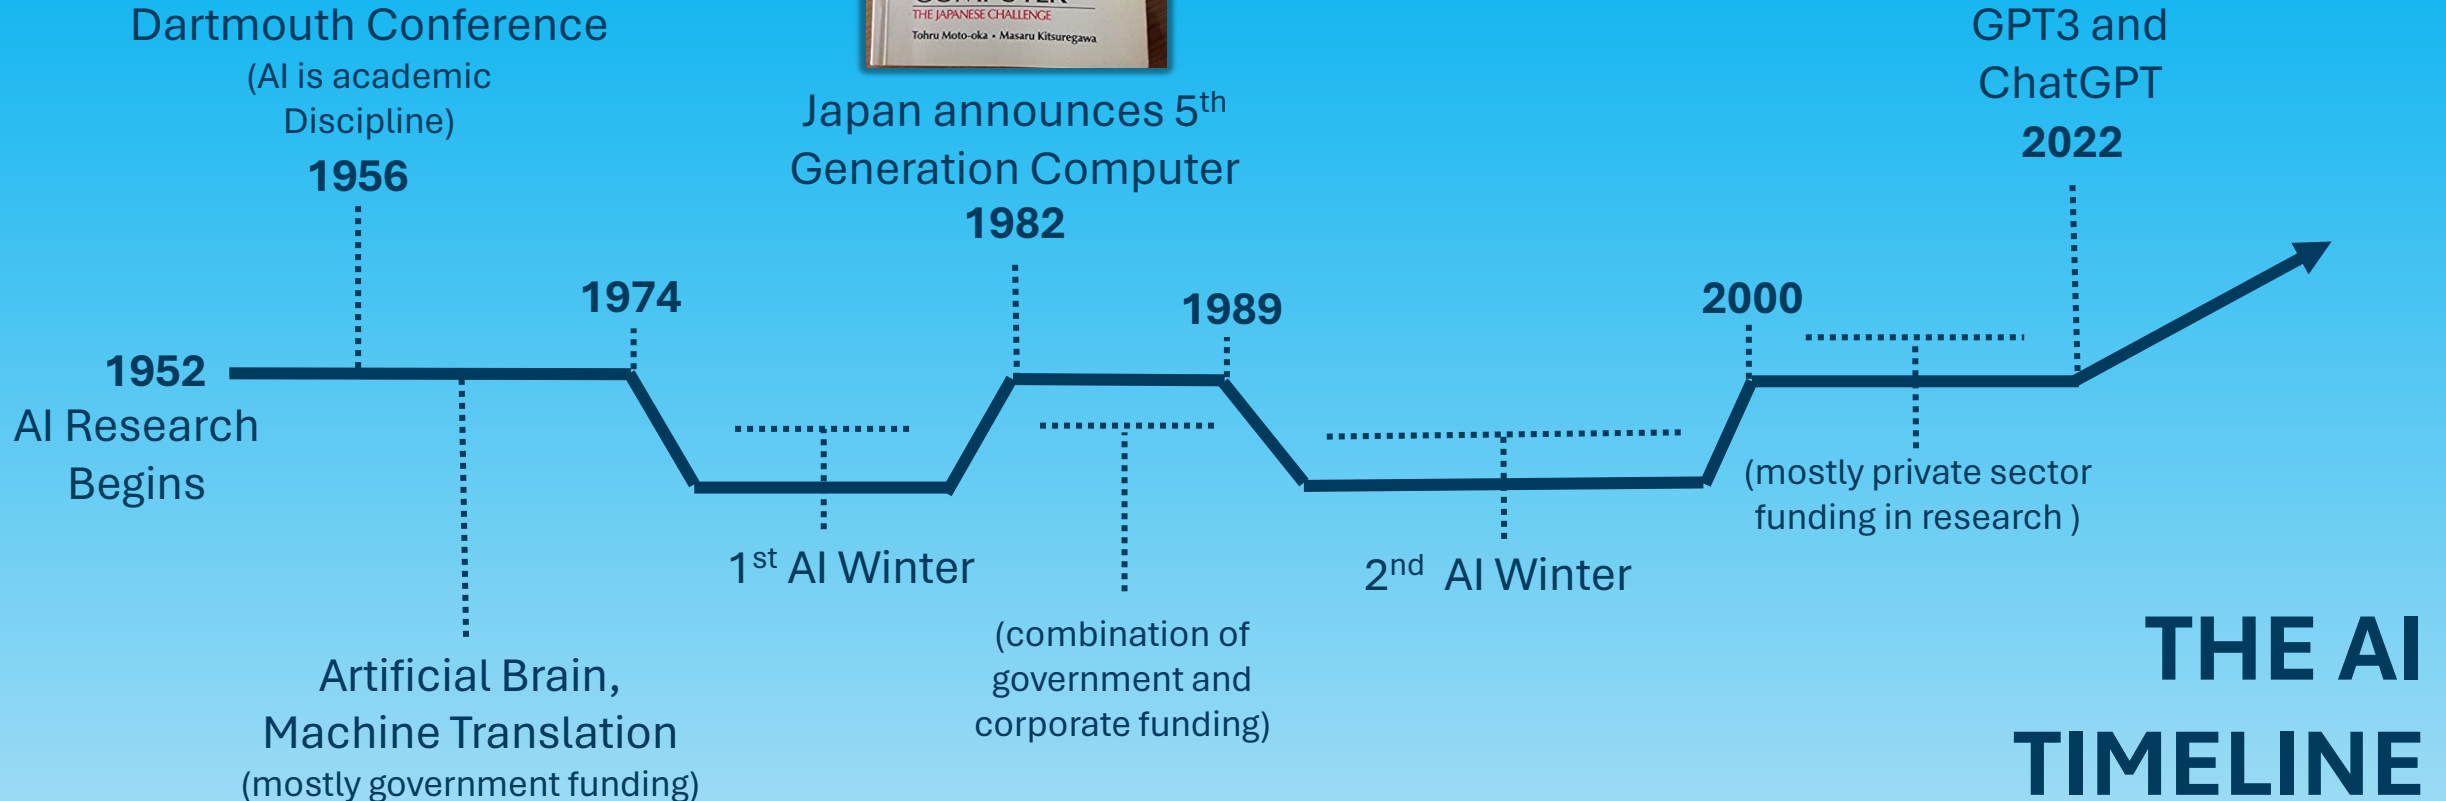 Dartmouth Conference
(AI is academic
Discipline)
1956
COMPUTER
THE JAPANESE CHALLENGE
Tohru Moto-oka • Masaru Kitsuregawa
Japan announces 5th
Generation Computer
1982
GPT3 and
ChatGPT
2022
1974
1989
2000
1952
AI Research
Begins
1st AI Winter
2nd AI Winter
(mostly private sector
funding in research )
Artificial Brain,
Machine Translation
(mostly government funding)
(combination of
government and
corporate funding)
THE AI
TIMELINE